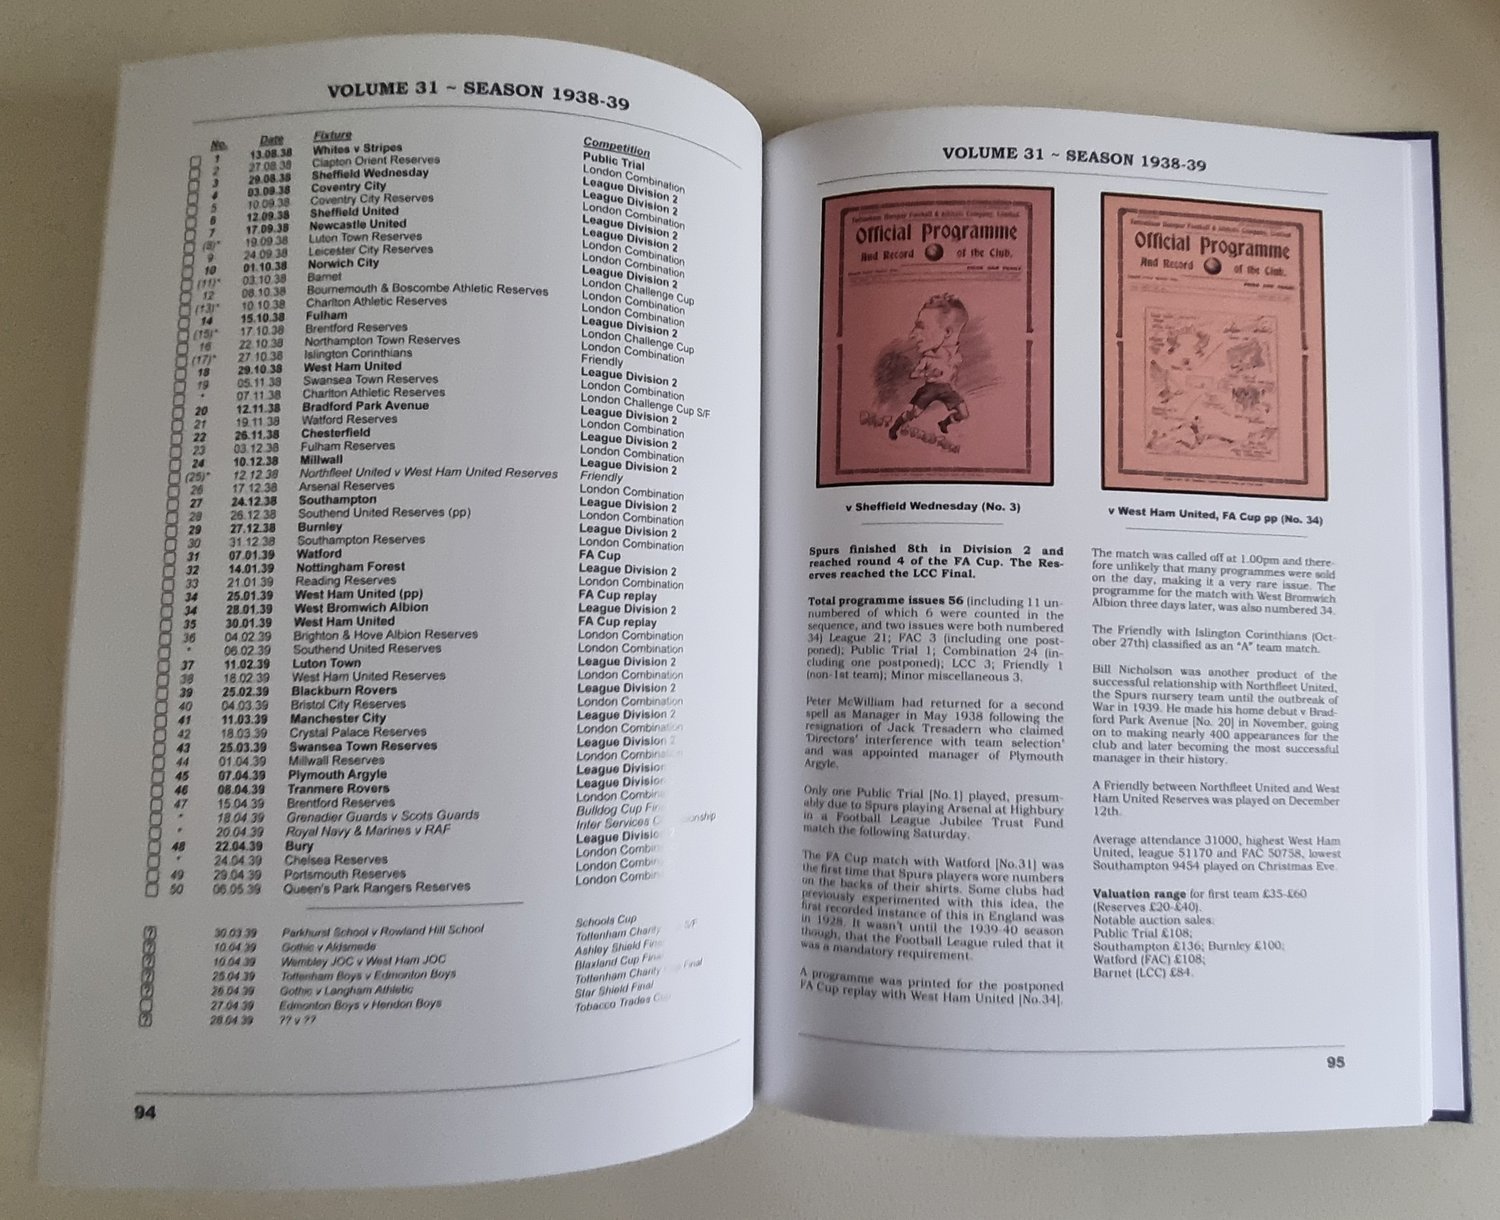 VOLUME 31 ~ SEASON 1938-39
No. Date Fixture Competition
1 13.08.38 Whites v Stripes Public Trial
2 27.08.38 Clapton Orient Reserves London Combination
3 29.08.38 Sheffield Wednesday League Division 2
4 03.09.38 Coventry City League Division 2
5 10.09.38 Coventry City Reserves London Combination
6 12.09.38 Sheffield United League Division 2
7 17.09.38 Newcastle United League Division 2
(8)* 19.09.38 Luton Town Reserves London Combination
9 24.09.38 Leicester City Reserves London Combination
10 01.10.38 Norwich City League Division 2
(11)* 03.10.38 Barnet London Challenge Cup
12 08.10.38 Bournemouth & Boscombe Athletic Reserves London Combination
(13)* 10.10.38 Charlton Athletic Reserves London Combination
14 15.10.38 Fulham League Division 2
(15)* 17.10.38 Brentford Reserves London Challenge Cup
16 22.10.38 Northampton Town Reserves London Combination
(17)* 27.10.38 Islington Corinthians Friendly
18 29.10.38 West Ham United League Division 2
19 05.11.38 Swansea Town Reserves London Combination
* 07.11.38 Charlton Athletic Reserves London Challenge Cup S/F
20 12.11.38 Bradford Park Avenue League Division 2
21 19.11.38 Watford Reserves London Combination
22 26.11.38 Chesterfield League Division 2
23 03.12.38 Fulham Reserves London Combination
24 10.12.38 Millwall League Division 2
(25)* 12.12.38 Northfleet United v West Ham United Reserves Friendly
26 17.12.38 Arsenal Reserves London Combination
27 24.12.38 Southampton League Division 2
28 26.12.38 Southend United Reserves (pp) London Combination
29 27.12.38 Burnley League Division 2
30 31.12.38 Southampton Reserves London Combination
31 07.01.39 Watford FA Cup
32 14.01.39 Nottingham Forest League Division 2
33 21.01.39 Reading Reserves London Combination
34 25.01.39 West Ham United (pp) FA Cup replay
34 28.01.39 West Bromwich Albion League Division 2
35 30.01.39 West Ham United FA Cup replay
36 04.02.39 Brighton & Hove Albion Reserves London Combination
* 06.02.39 Southend United Reserves London Combination
37 11.02.39 Luton Town League Division 2
38 18.02.39 West Ham United Reserves London Combination
39 25.02.39 Blackburn Rovers League Division 2
40 04.03.39 Bristol City Reserves London Combination
41 11.03.39 Manchester City League Division 2
42 18.03.39 Crystal Palace Reserves London Combination
43 25.03.39 Swansea Town Reserves League Division 2
44 01.04.39 Millwall Reserves London Combination
45 07.04.39 Plymouth Argyle League Division
46 08.04.39 Tranmere Rovers League Division
47 15.04.39 Brentford Reserves London Combin
* 18.04.39 Grenadier Guards v Scots Guards Bulldog Cup Fin
* 20.04.39 Royal Navy & Marines v RAF Inter Services C onship
48 22.04.39 Bury League Divisio 2
* 24.04.39 Chelsea Reserves London Combin
49 29.04.39 Portsmouth Reserves London Combin
50 06.05.39 Queen's Park Rangers Reserves London Combin
? 30.03.39 Parkhurst School v Rowland Hill School Schools Cup
? 10.04.39 Gothic v Aldsmede Tottenham Charity S/F
? 19.04.39 Wembley JOC v West Ham JOC Ashley Shield Fina
? 25.04.39 Tottenham Boys v Edmonton Boys Blaxland Cup Fina
? 26.04.39 Gothic v Langham Athletic Tottenham Charity Final
27.04.39 Edmonton Boys v Hendon Boys Star Shield Final
? 28.04.39 ?? v ?? Tobacco Trades Cup
94
VOLUME 31 ~ SEASON 1938-39
Tottenham Hotspur Football & Athletic Company, Limited.
Official Programme
And Record of the Club.
v Sheffield Wednesday (No. 3)
Tottenham Hotspur Football & Athletic Company, Limited.
Official Programme
And Record of the Club.
v West Ham United, FA Cup pp (No. 34)
Spurs finished 8th in Division 2 and
reached round 4 of the FA Cup. The Res-
erves reached the LCC Final.
Total programme issues 56 (including 11 un-
numbered of which 6 were counted in the
sequence, and two issues were both numbered
34) League 21; FAC 3 (including one post-
poned); Public Trial 1; Combination 24 (in-
cluding one postponed); LCC 3; Friendly 1
(non-1st team); Minor miscellaneous 3.
Peter McWilliam had returned for a second
spell as Manager in May 1938 following the
resignation of Jack Tresadern who claimed
'Directors' interference with team selection'
and was appointed manager of Plymouth
Argyle.
Only one Public Trial [No.1] played, presum-
ably due to Spurs playing Arsenal at Highbury
in a Football League Jubilee Trust Fund
match the following Saturday.
The FA Cup match with Watford [No.31] was
the first time that Spurs players wore numbers
on the backs of their shirts. Some clubs had
previously experimented with this idea, the
first recorded instance of this in England was
in 1928. It wasn't until the 1939-40 season
though, that the Football League ruled that it
was a mandatory requirement.
A programme was printed for the postponed
FA Cup replay with West Ham United [No.34].
The match was called off at 1.00pm and there-
fore unlikely that many programmes were sold
on the day, making it a very rare issue. The
programme for the match with West Bromwich
Albion three days later, was also numbered 34.
The Friendly with Islington Corinthians (Oct-
ober 27th) classified as an "A" team match.
Bill Nicholson was another product of the
successful relationship with Northfleet United,
the Spurs nursery team until the outbreak of
War in 1939. He made his home debut v Brad-
ford Park Avenue [No. 20] in November, going
on to making nearly 400 appearances for the
club and later becoming the most successful
manager in their history.
A Friendly between Northfleet United and West
Ham United Reserves was played on December
12th.
Average attendance 31000, highest West Ham
United, league 51170 and FAC 50758, lowest
Southampton 9454 played on Christmas Eve.
Valuation range for first team £35-£60
(Reserves £20-£40).
Notable auction sales:
Public Trial £108;
Southampton £136; Burnley £100;
Watford (FAC) £108;
Barnet (LCC) £84.
95